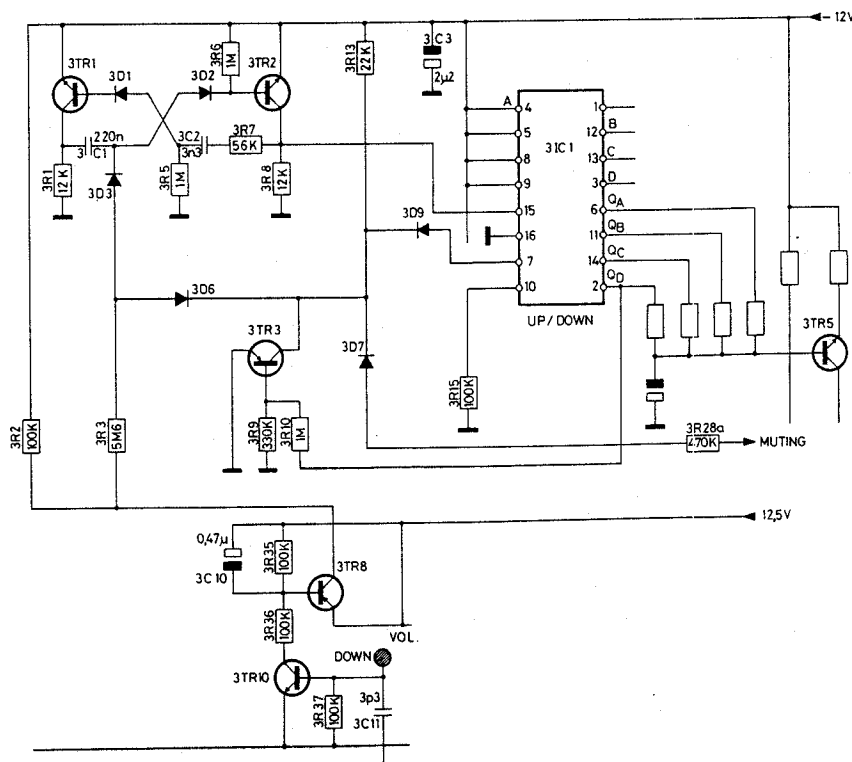 – 12V
3TR1
3D1
3R6
1M
3D2
3TR2
3R13
22K
3C3
2µ2
A
4
5
8
9
15
16
7
10
3IC1
1
B
12
C
13
D
3
QA
6
QB
11
QC
14
QD
2
UP/DOWN
220n
3C1
3C2
3n3
3R7
56K
3R1
12K
3D3
3R5
1M
3R8
12K
3D9
3D6
3TR3
3D7
3TR5
3R15
100K
3R2
100K
3R3
5M6
3R9
330K
3R10
1M
3R28a
470K
MUTING
12,5V
0,47µ
3C10
3R35
100K
3TR8
3R36
100K
VOL.
DOWN
3TR10
3R37
100K
3p3
3C11